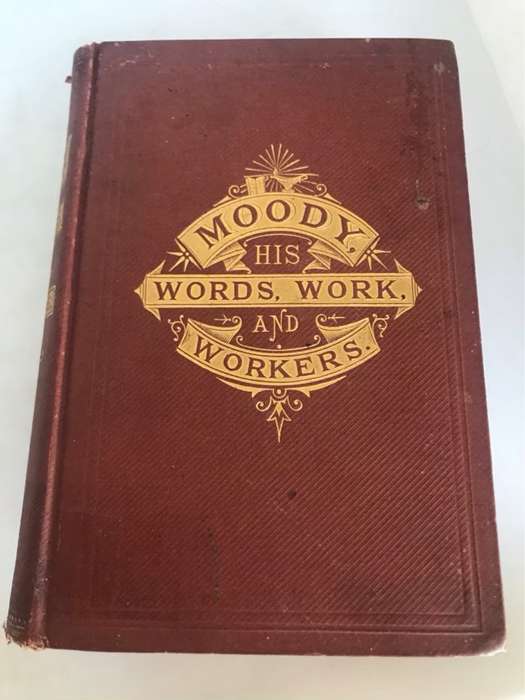 MOODY,
HIS
WORDS, WORK,
AND
WORKERS.